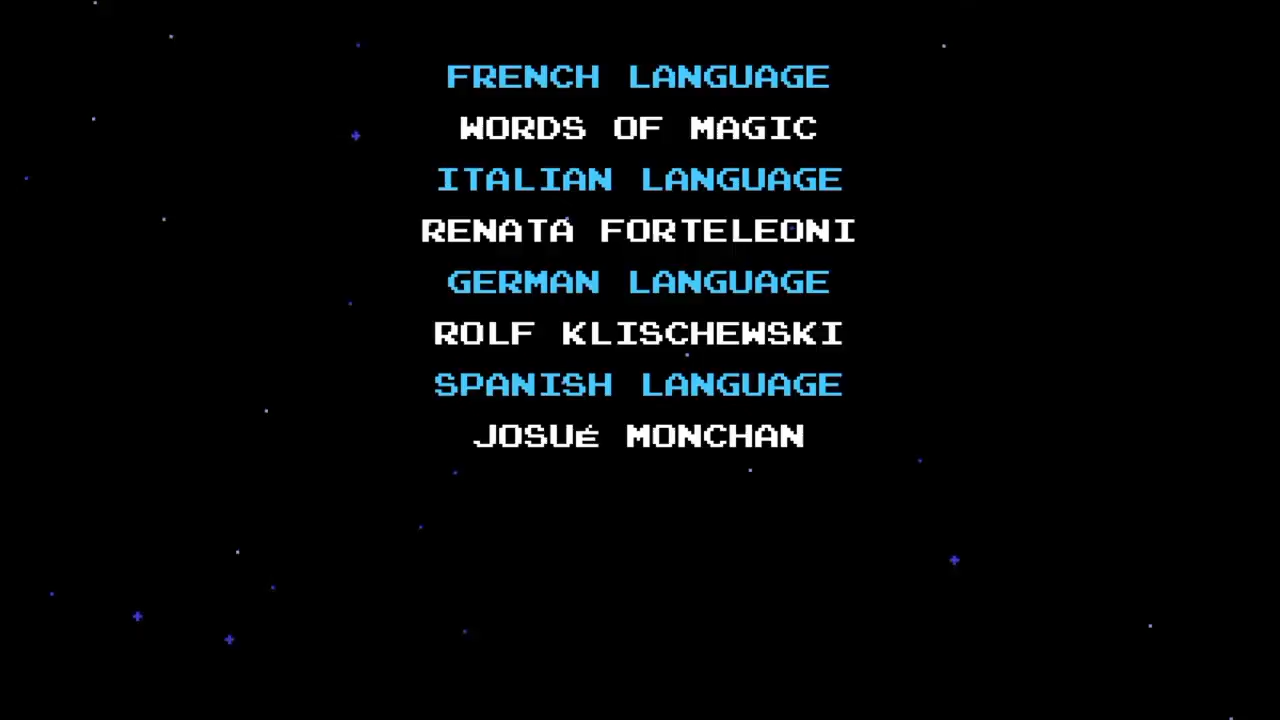 FRENCH LANGUAGE
WORDS OF MAGIC
ITALIAN LANGUAGE
RENATA FORTELEONI
GERMAN LANGUAGE
ROLF KLISCHEWSKI
SPANISH LANGUAGE
JOSUé MONCHAN